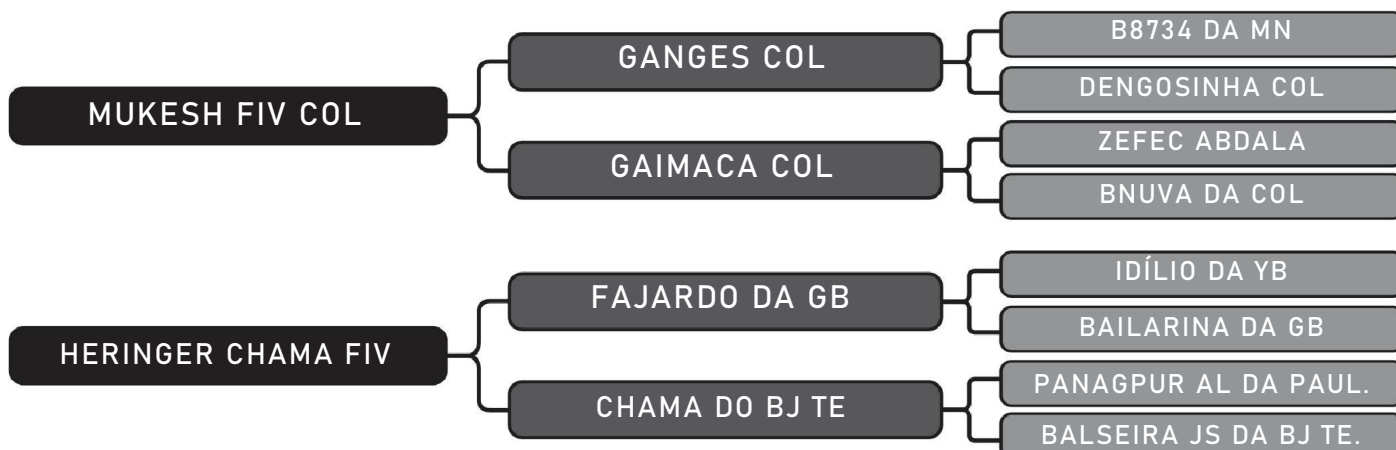 MUKESH FIV COL
GANGES COL
B8734 DA MN
DENGOSINHA COL
GAIMACA COL
ZEFEC ABDALA
BNUVA DA COL
HERINGER CHAMA FIV
FAJARDO DA GB
IDÍLIO DA YB
BAILARINA DA GB
CHAMA DO BJ TE
PANAGPUR AL DA PAUL.
BALSEIRA JS DA BJ TE.